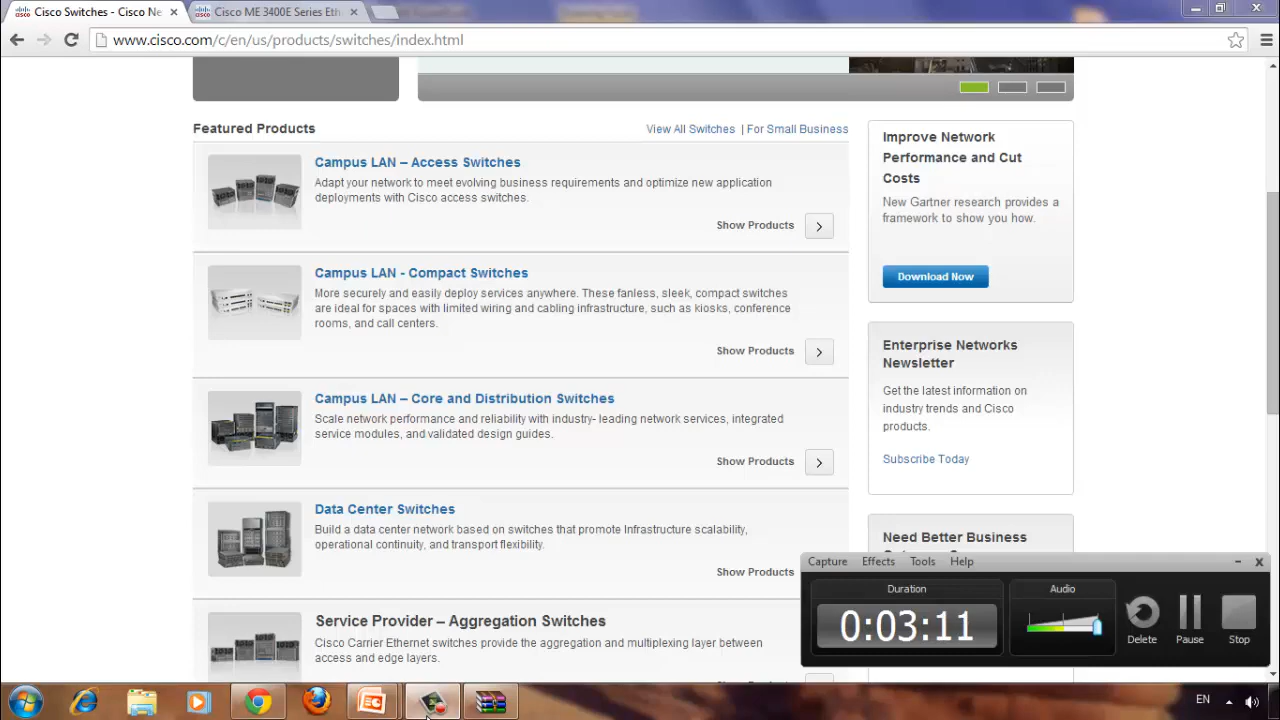 Cisco Switches - Cisco Ne
Cisco ME 3400E Series Eth
www.cisco.com/c/en/us/products/switches/index.html
Featured Products
View All Switches | For Small Business
Campus LAN – Access Switches
Adapt your network to meet evolving business requirements and optimize new application
deployments with Cisco access switches.
Show Products
Campus LAN - Compact Switches
More securely and easily deploy services anywhere. These fanless, sleek, compact switches
are ideal for spaces with limited wiring and cabling infrastructure, such as kiosks, conference
rooms, and call centers.
Show Products
Campus LAN – Core and Distribution Switches
Scale network performance and reliability with industry- leading network services, integrated
service modules, and validated design guides.
Show Products
Data Center Switches
Build a data center network based on switches that promote Infrastructure scalability,
operational continuity, and transport flexibility.
Show Products
Service Provider – Aggregation Switches
Cisco Carrier Ethernet switches provide the aggregation and multiplexing layer between
access and edge layers.
Improve Network
Performance and Cut
Costs
New Gartner research provides a
framework to show you how.
Download Now
Enterprise Networks
Newsletter
Get the latest information on
industry trends and Cisco
products.
Subscribe Today
Need Better Business
Capture Effects Tools Help
Duration
0:03:11
Audio
Delete
Pause
Stop
EN